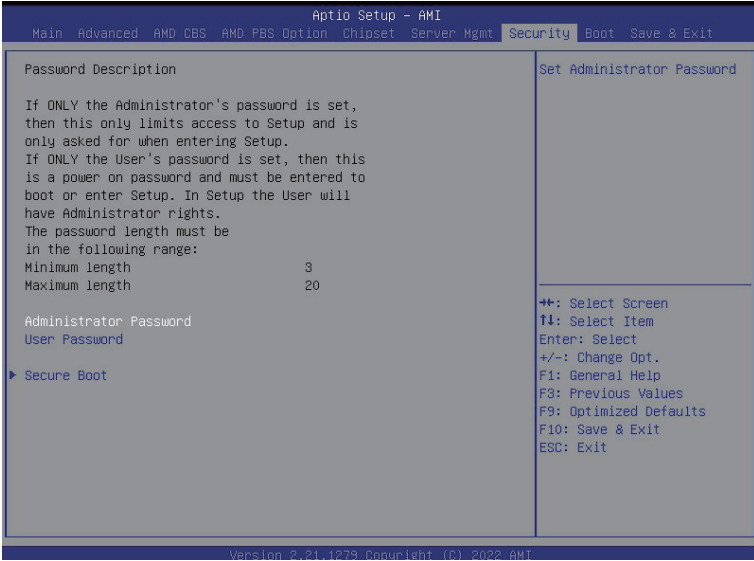 Aptio Setup - AMI
Main Advanced AMD CBS AMD PBS Option Chipset Server Mgmt Security Boot Save & Exit
Password Description
If ONLY the Administrator's password is set,
then this only limits access to Setup and is
only asked for when entering Setup.
If ONLY the User's password is set, then this
is a power on password and must be entered to
boot or enter Setup. In Setup the User will
have Administrator rights.
The password length must be
in the following range:
Minimum length 3
Maximum length 20
Administrator Password
User Password
Secure Boot
Set Administrator Password
→←: Select Screen
↑↓: Select Item
Enter: Select
+/-: Change Opt.
F1: General Help
F3: Previous Values
F9: Optimized Defaults
F10: Save & Exit
ESC: Exit
Version 2.21.1279 Copyright (C) 2022 AMI